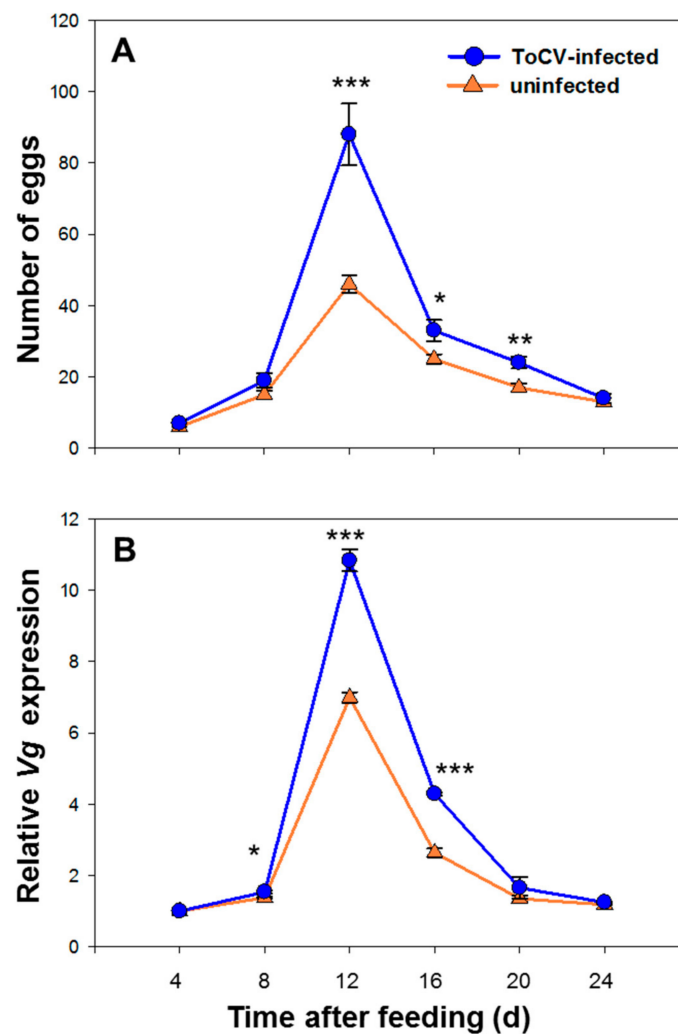 A
ToCV-infected
uninfected
Number of eggs
120
100
80
60
40
20
0
***
*
**
B
Relative Vg expression
12
10
8
6
4
2
0
*
***
***
4 8 12 16 20 24
Time after feeding (d)